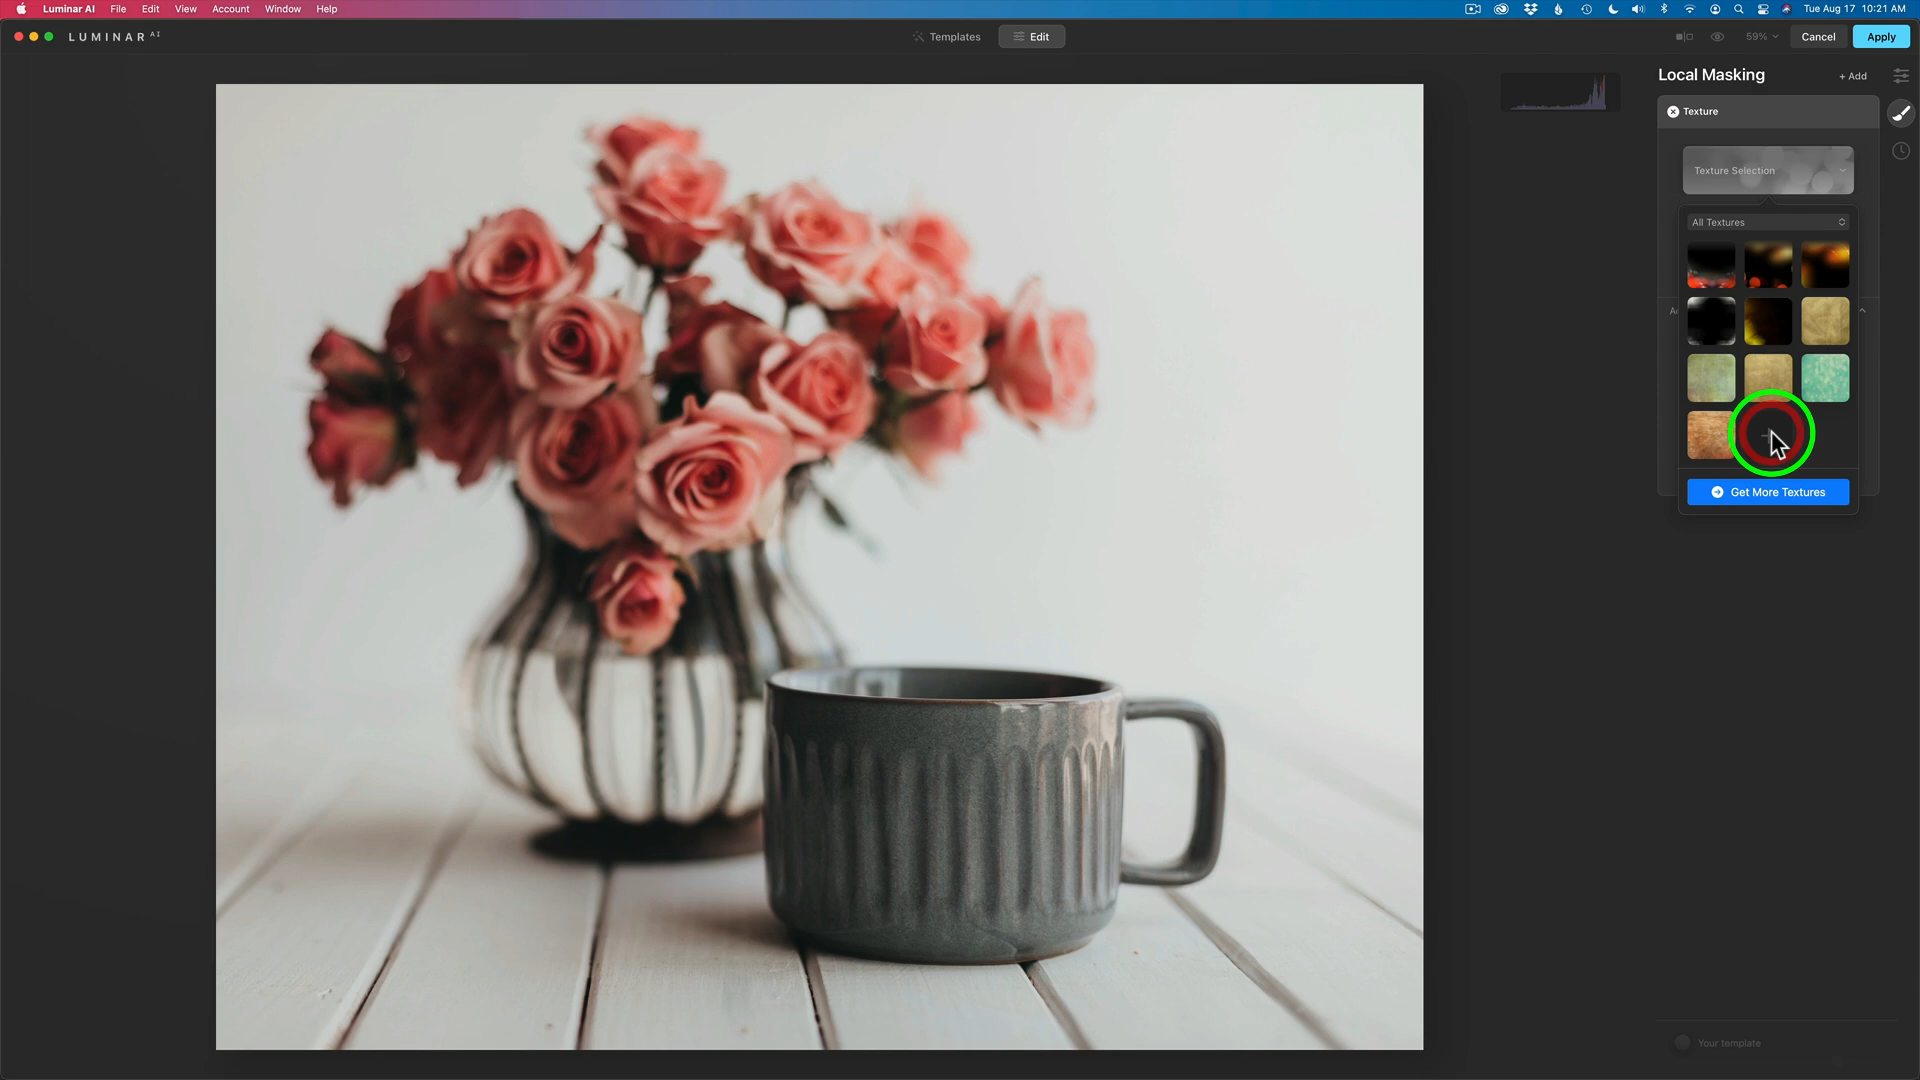 Luminar AI File Edit View Account Window Help Tue Aug 17 10:21 AM
LUMINAR AI Templates Edit 59% Cancel Apply
Local Masking + Add
Texture
Texture Selection
All Textures
Get More Textures
Your template